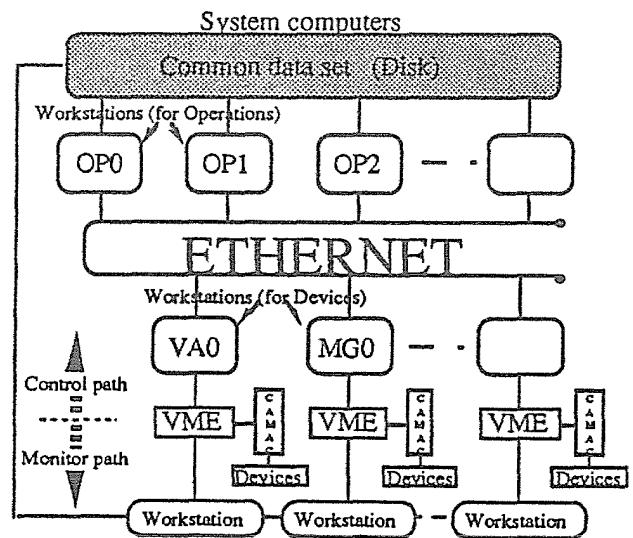 System computers
Common data set (Disk)
Workstations (for Operations)
OP0
OP1
OP2
ETHERNET
Workstations (for Devices)
VA0
MG0
Control path
Monitor path
VME
CAMAC
Devices
VME
CAMAC
Devices
VME
CAMAC
Devices
Workstation
Workstation
Workstation